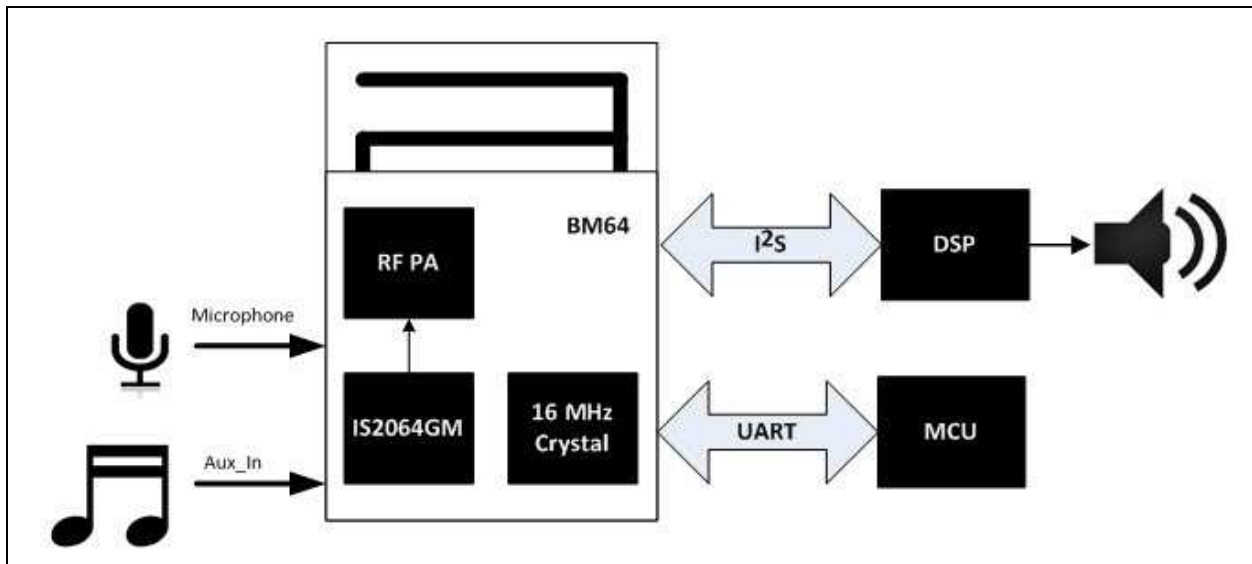 BM64
RF PA
I²S
DSP
Microphone
IS2064GM
16 MHz
Crystal
UART
MCU
Aux_In